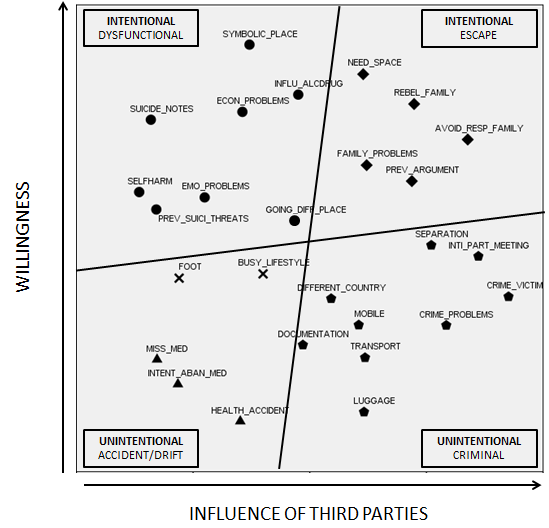 INTENTIONAL
DYSFUNCTIONAL
INTENTIONAL
ESCAPE
SYMBOLIC_PLACE
NEED_SPACE
INFLU_ALCDRUG
REBEL_FAMILY
ECON_PROBLEMS
SUICIDE_NOTES
AVOID_RESP_FAMILY
FAMILY_PROBLEMS
PREV_ARGUMENT
SELFHARM
EMO_PROBLEMS
PREV_SUICI_THREATS
GOING_DIFF_PLACE
WILLINGNESS
SEPARATION
INTI_PART_MEETING
FOOT
BUSY_LIFESTYLE
DIFFERENT_COUNTRY
CRIME_VICTIM
MOBILE
CRIME_PROBLEMS
DOCUMENTATION
TRANSPORT
MISS_MED
INTENT_ABAN_MED
HEALTH_ACCIDENT
LUGGAGE
UNINTENTIONAL
ACCIDENT/DRIFT
UNINTENTIONAL
CRIMINAL
INFLUENCE OF THIRD PARTIES